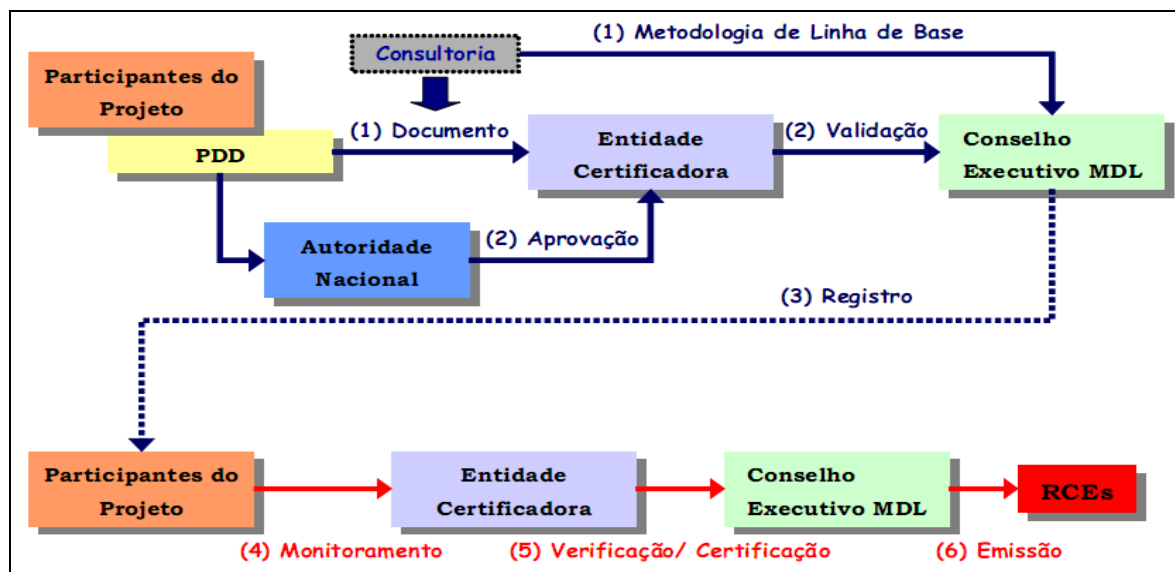 (1) Metodologia de Linha de Base
Consultoria
Participantes do
Projeto
(1) Documento
Entidade
Certificadora
(2) Validação
Conselho
Executivo MDL
PDD
Autoridade
Nacional
(2) Aprovação
(3) Registro
Participantes do
Projeto
Entidade
Certificadora
Conselho
Executivo MDL
RCEs
(4) Monitoramento
(5) Verificação/ Certificação
(6) Emissão